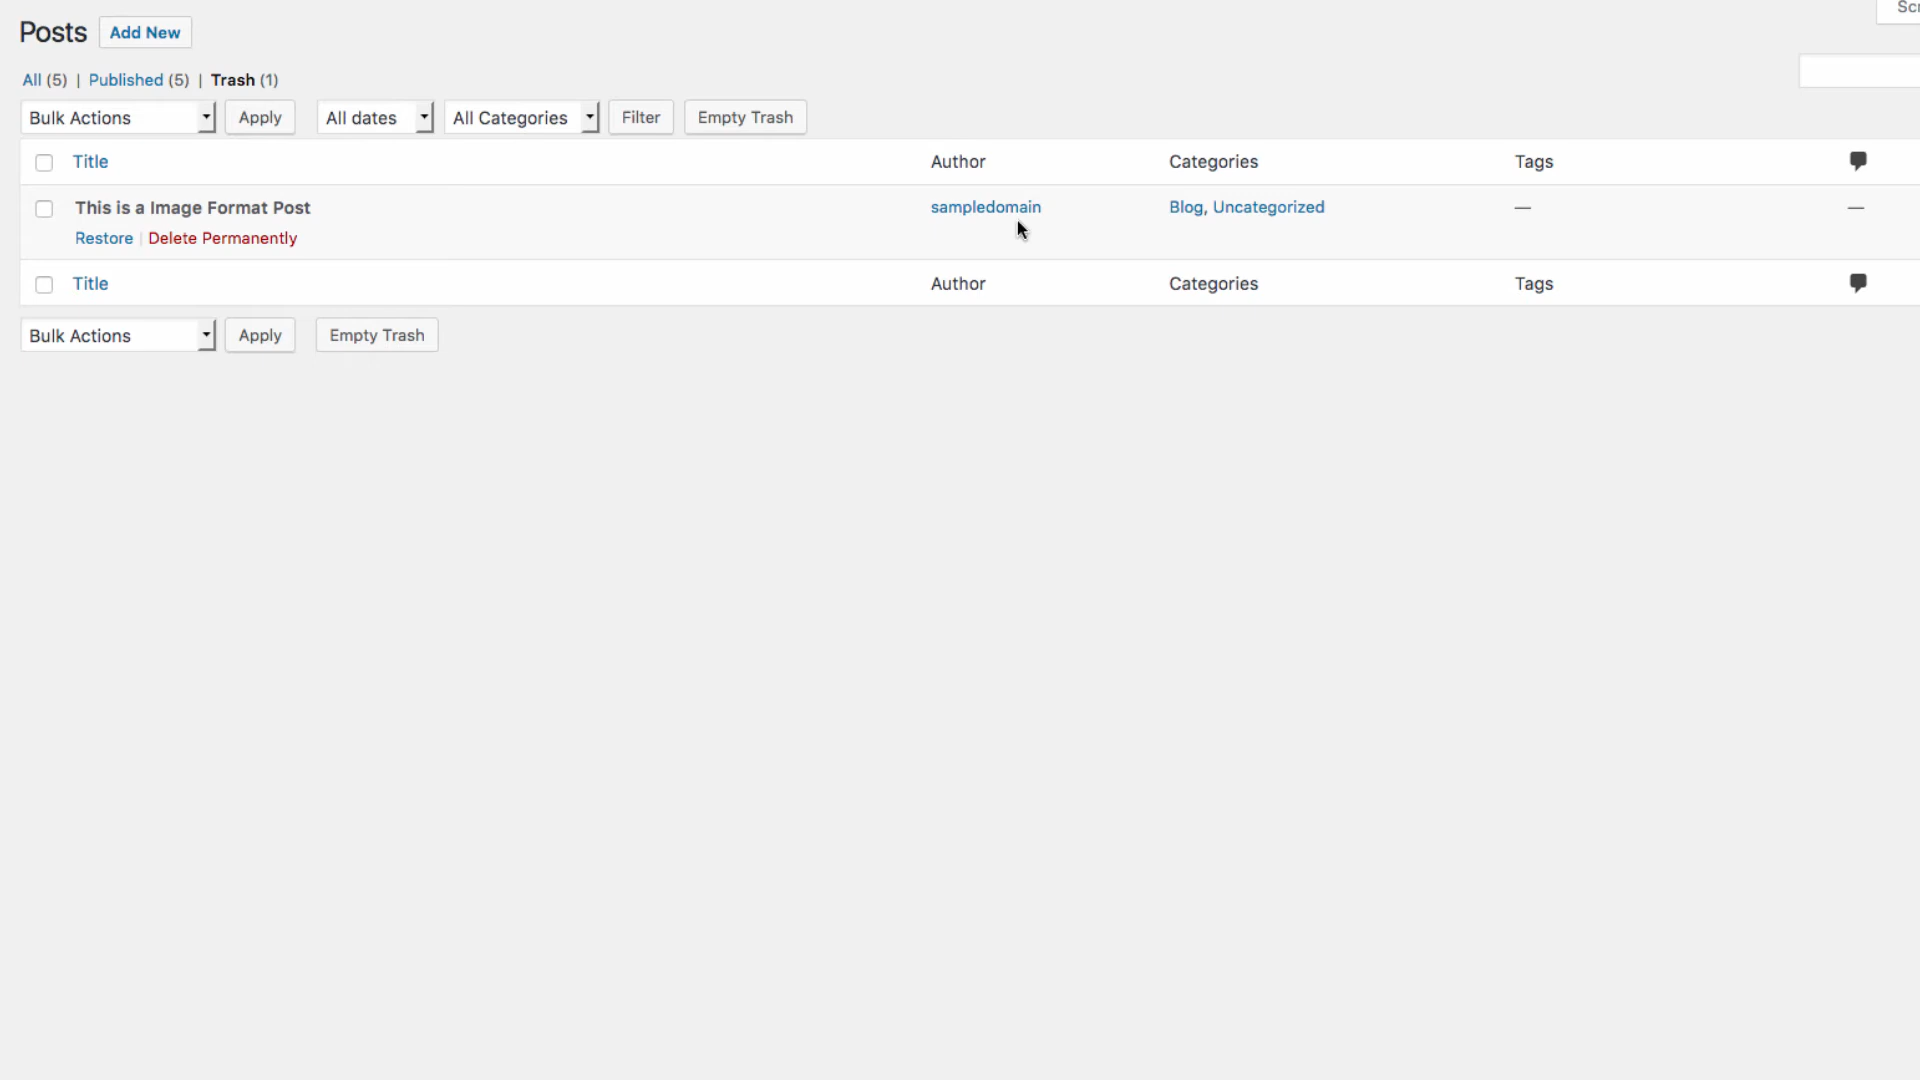 Scr
Posts Add New
All (5) | Published (5) | Trash (1)
Bulk Actions Apply All dates All Categories Filter Empty Trash
Title Author Categories Tags
This is a Image Format Post sampledomain Blog, Uncategorized — —
Restore | Delete Permanently
Title Author Categories Tags
Bulk Actions Apply Empty Trash